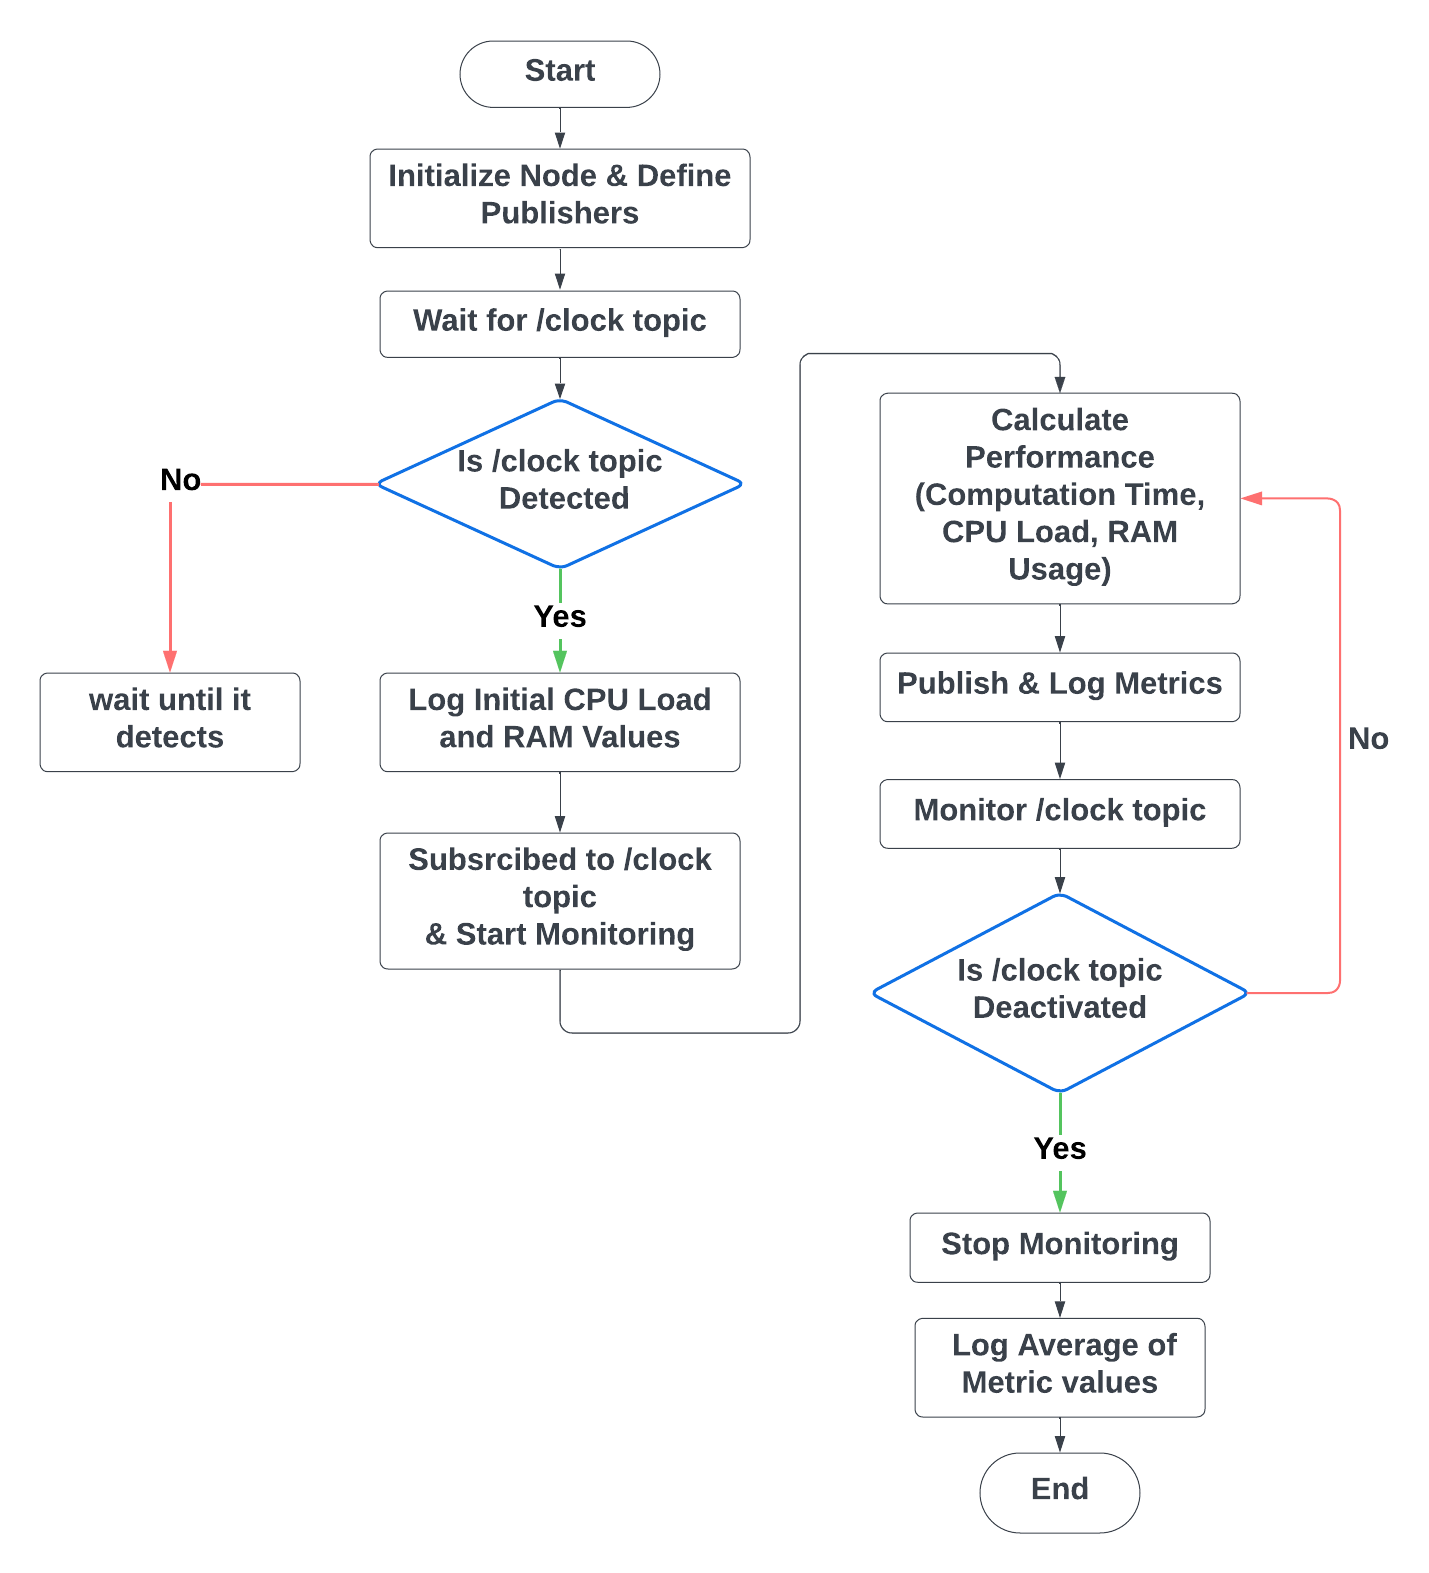 Start
Initialize Node & Define
Publishers
Wait for /clock topic
Is /clock topic
Detected
No
Yes
wait until it
detects
Log Initial CPU Load
and RAM Values
Subsrcibed to /clock
topic
& Start Monitoring
Calculate
Performance
(Computation Time,
CPU Load, RAM
Usage)
Publish & Log Metrics
Monitor /clock topic
Is /clock topic
Deactivated
No
Yes
Stop Monitoring
Log Average of
Metric values
End